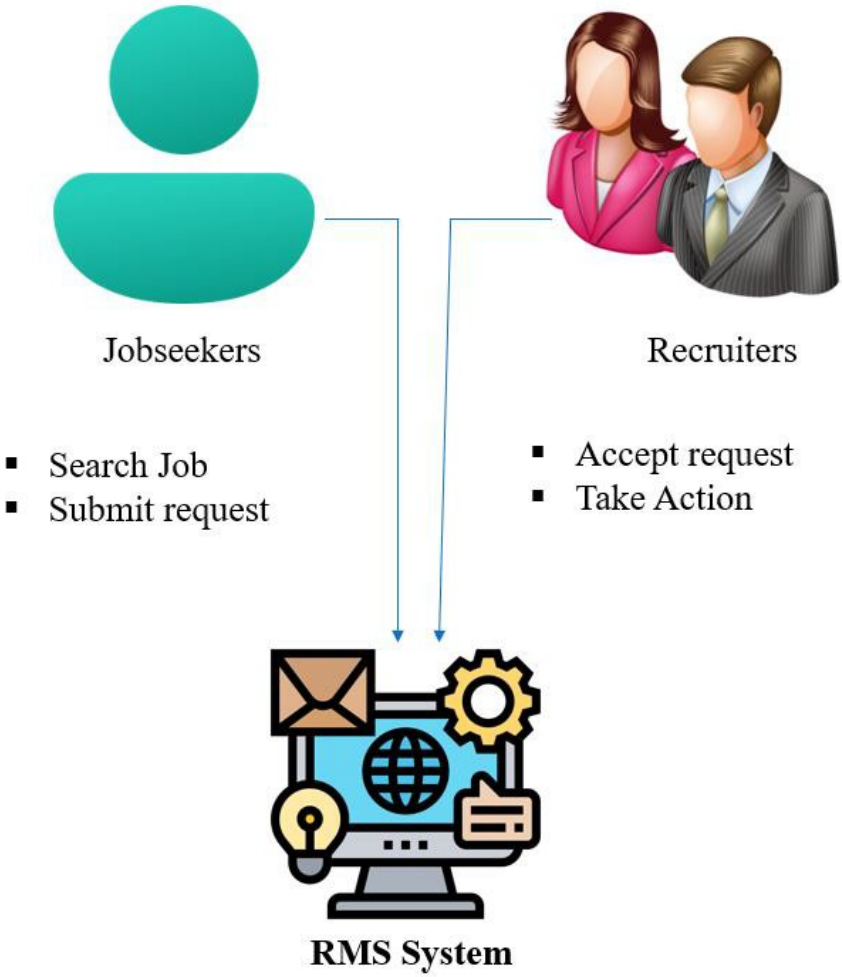 Jobseekers
Recruiters
▪ Search Job
▪ Submit request
▪ Accept request
▪ Take Action
RMS System